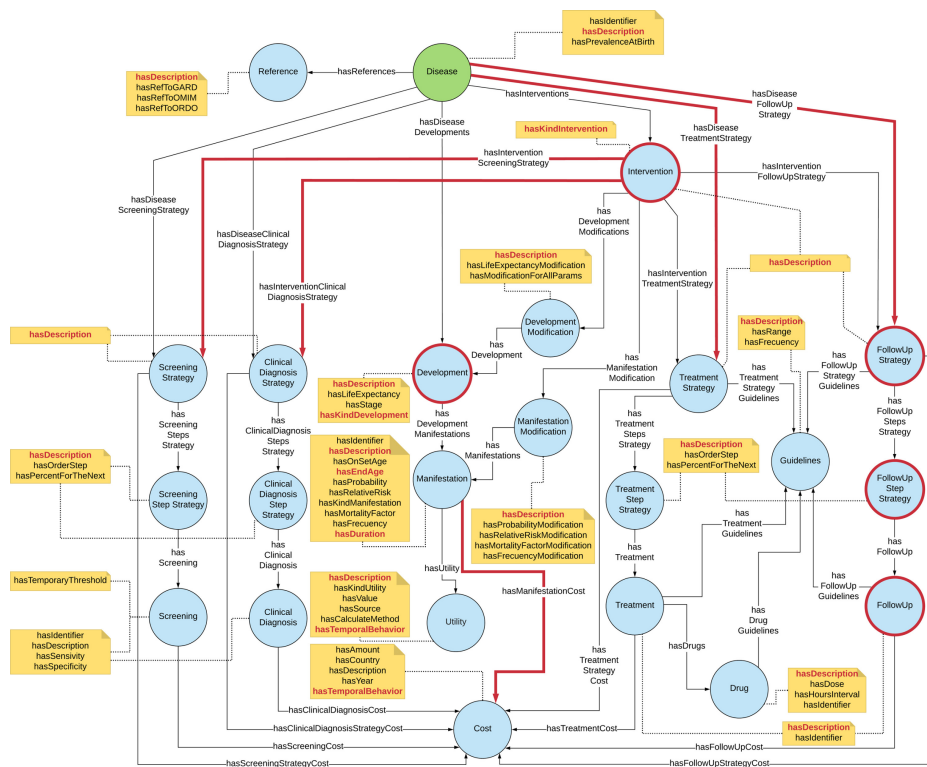 hasIdentifier
hasDescription
hasPrevalenceAtBirth
Reference
hasReferences
Disease
hasDescription
hasRefToGARD
hasRefToOMIM
hasRefToORDO
hasInterventions
hasDisease
FollowUp
Strategy
hasDisease
Developments
hasKindIntervention
hasDisease
TreatmentStrategy
hasIntervention
ScreeningStrategy
Intervention
hasIntervention
FollowUpStrategy
hasDisease
ScreeningStrategy
hasDiseaseClinical
DiagnosisStrategy
has
Development
Modifications
hasDescription
hasLifeExpectancyModification
hasModificationForAllParams
hasDescription
hasIntervention
TreatmentStrategy
hasInterventionClinical
DiagnosisStrategy
hasDescription
Development
Modification
hasDescription
hasRange
hasFrecuency
has
Development
Screening
Strategy
Clinical
Diagnosis
Strategy
Development
has
Manifestation
Modification
Treatment
Strategy
has
FollowUp
Strategy
Guidelines
FollowUp
Strategy
hasDescription
hasLifeExpectancy
hasStage
hasKindDevelopment
has
Treatment
Strategy
Guidelines
has
Screening
Steps
Strategy
has
ClinicalDiagnosis
Steps
Strategy
has
Development
Manifestations
Manifestation
Modification
has
Treatment
Steps
Strategy
has
FollowUp
Steps
Strategy
hasDescription
hasOrderStep
hasPercentForTheNext
hasIdentifier
hasDescription
hasOnSetAge
hasEndAge
hasProbability
hasRelativeRisk
hasKindManifestation
hasMortalityFactor
hasFrecuency
hasDuration
has
Manifestations
hasDescription
hasOrderStep
hasPercentForTheNext
Guidelines
Screening
Step Strategy
Clinical
Diagnosis
Step
Strategy
Manifestation
Treatment
Step
Strategy
FollowUp
Step
Strategy
hasDescription
hasProbabilityModification
hasRelativeRiskModification
hasMortalityFactorModification
hasFrecuencyModification
has
Screening
has
Clinical
Diagnosis
has
Treatment
has
Treatment
Guidelines
has
FollowUp
hasUtility
hasTemporaryThreshold
hasDescription
hasKindUtility
hasValue
hasSource
hasCalculateMethod
hasTemporalBehavior
hasManifestationCost
has
FollowUp
Guidelines
Screening
Clinical
Diagnosis
Utility
Treatment
FollowUp
hasIdentifier
hasDescription
hasSensivity
hasSpecificity
has
Drug
Guidelines
hasDrugs
hasAmount
hasCountry
hasDescription
hasYear
hasTemporalBehavior
has
Treatment
Strategy
Cost
Drug
hasDescription
hasDose
hasHoursInterval
hasIdentifier
hasClinicalDiagnosisCost
Cost
hasClinicalDiagnosisStrategyCost
hasTreatmentCost
hasDescription
hasIdentifier
hasScreeningCost
hasFollowUpCost
hasScreeningStrategyCost
hasFollowUpStrategyCost